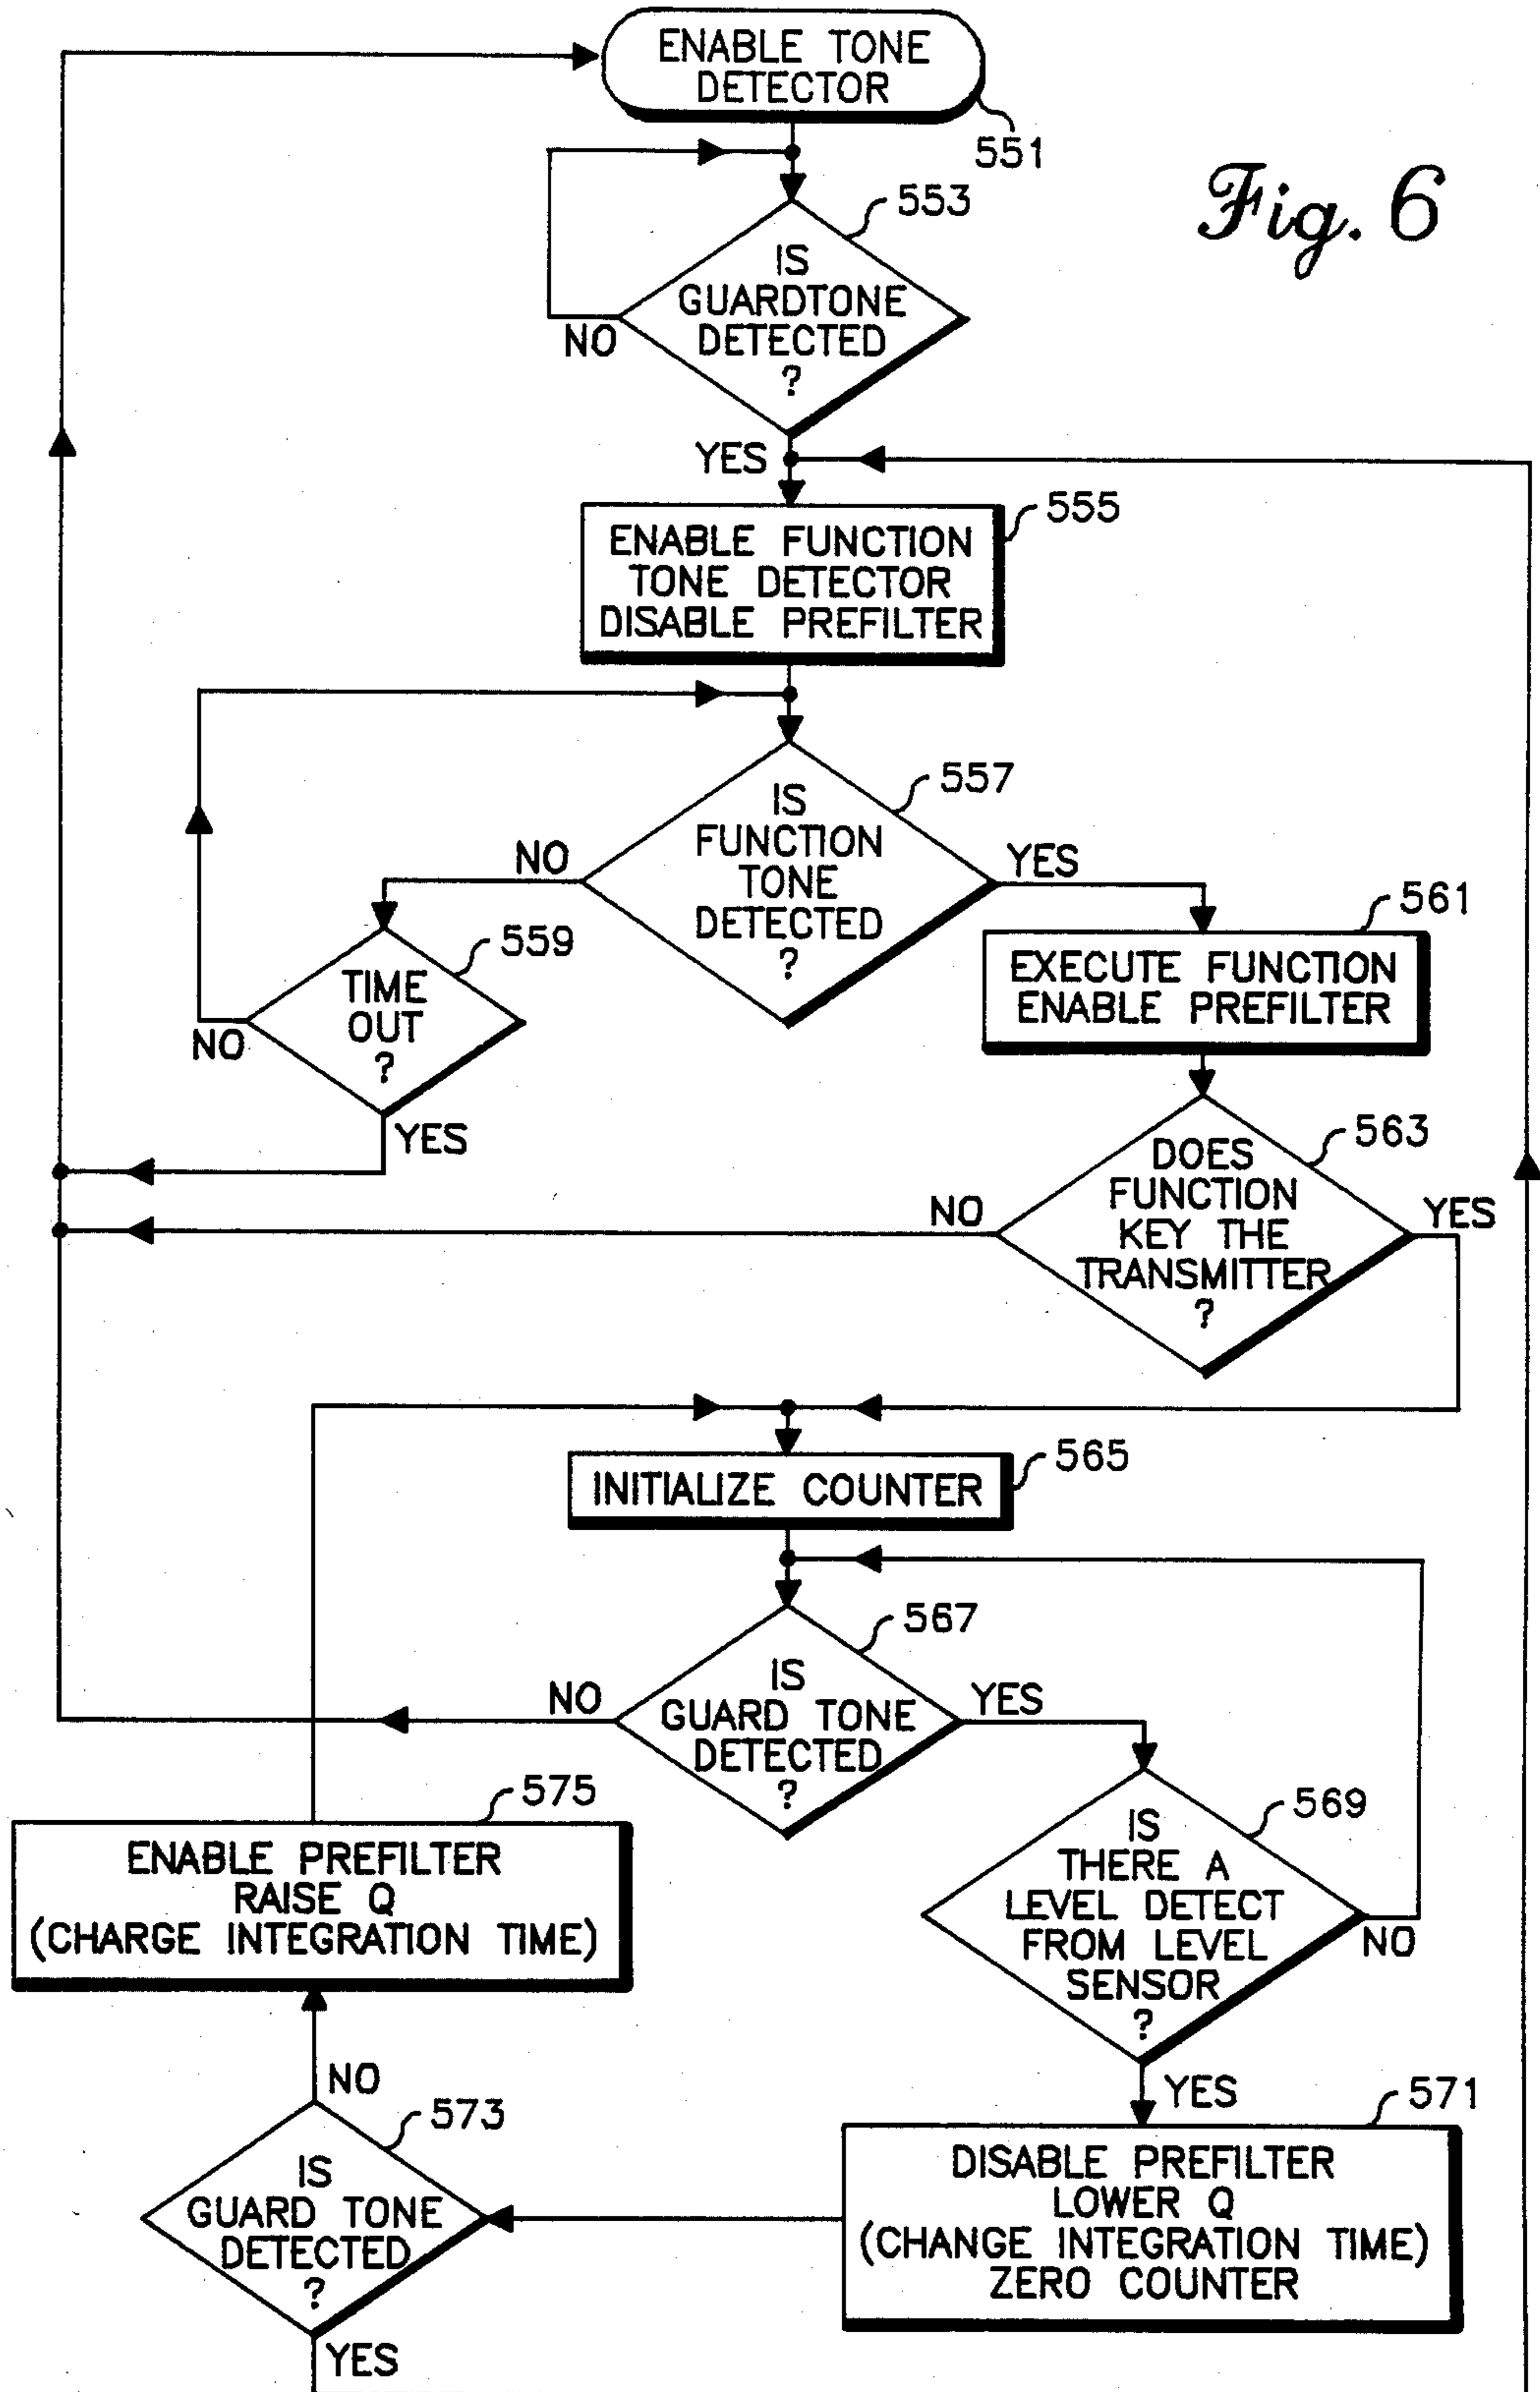 ENABLE TONE
DETECTOR
551
Fig. 6
553
IS
GUARDTONE
DETECTED
?
NO
YES
555
ENABLE FUNCTION
TONE DETECTOR
DISABLE PREFILTER
557
IS
FUNCTION
TONE
DETECTED
?
NO
YES
559
TIME
OUT
?
NO
YES
561
EXECUTE FUNCTION
ENABLE PREFILTER
563
DOES
FUNCTION
KEY THE
TRANSMITTER
?
NO
YES
565
INITIALIZE COUNTER
567
IS
GUARD TONE
DETECTED
?
NO
YES
569
IS
THERE A
LEVEL DETECT
FROM LEVEL
SENSOR
?
NO
YES
575
ENABLE PREFILTER
RAISE Q
(CHARGE INTEGRATION TIME)
NO
573
IS
GUARD TONE
DETECTED
?
YES
571
DISABLE PREFILTER
LOWER Q
(CHANGE INTEGRATION TIME)
ZERO COUNTER